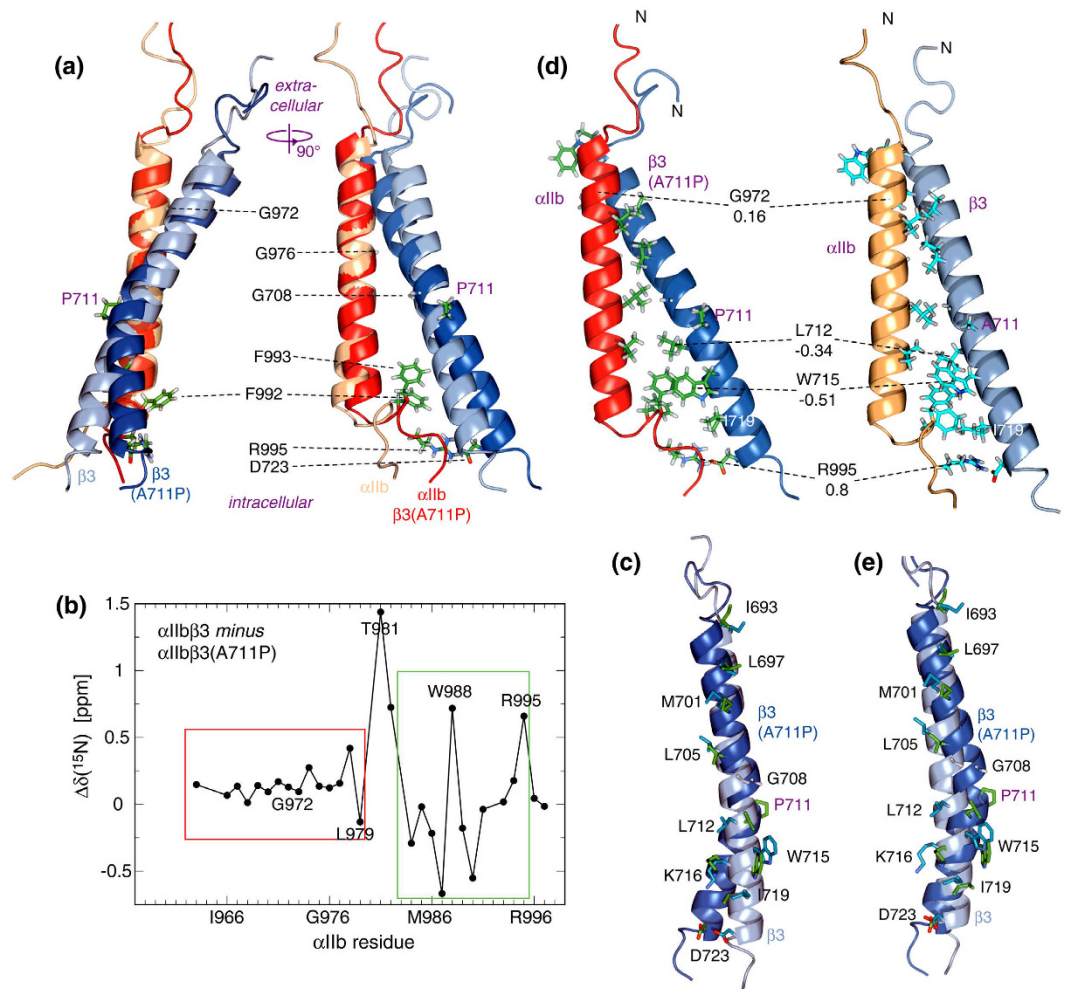 (a)
extra-
cellular
90°
G972
G976
P711
G708
P711
F993
F992
R995
D723
β3
β3
(A711P)
intracellular
αIIb
αIIb
β3(A711P)
(d)
N
N
N
N
αIIb
β3
(A711P)
G972
0.16
β3
αIIb
P711
A711
L712
-0.34
W715
-0.51
I719
I719
R995
0.8
(b)
αIIbβ3 minus
αIIbβ3(A711P)
Δδ(¹⁵N) [ppm]
1.5
1
0.5
0
-0.5
T981
W988
R995
G972
L979
I966
G976
M986
R996
αIIb residue
(c)
I693
L697
M701
β3
(A711P)
L705
G708
P711
L712
W715
K716
I719
β3
D723
(e)
I693
L697
M701
β3
(A711P)
L705
G708
P711
L712
W715
K716
I719
D723
β3